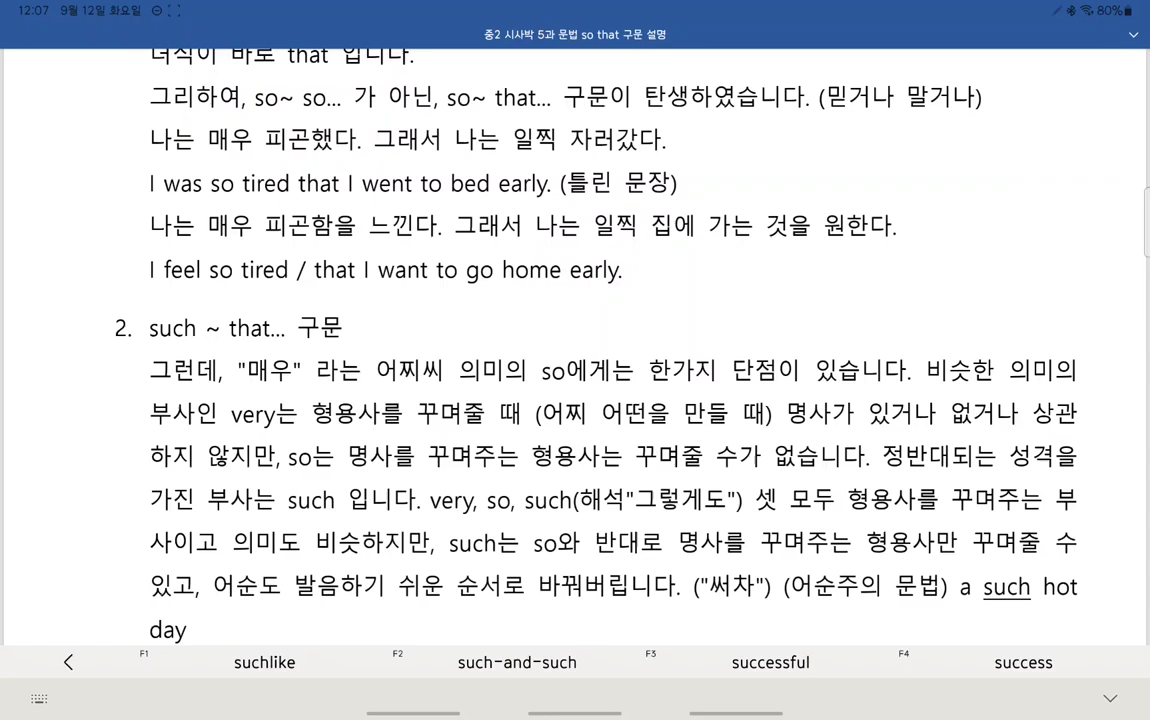 12:07 9월 12일 화요일
80%
중2 시사박 5과 문법 so that 구문 설명
녀석이 바로 that 입니다.
그리하여, so~ so... 가 아닌, so~ that... 구문이 탄생하였습니다. (믿거나 말거나)
나는 매우 피곤했다. 그래서 나는 일찍 자러갔다.
I was so tired that I went to bed early. (틀린 문장)
나는 매우 피곤함을 느낀다. 그래서 나는 일찍 집에 가는 것을 원한다.
I feel so tired / that I want to go home early.
2. such ~ that... 구문
그런데, "매우" 라는 어찌씨 의미의 so에게는 한가지 단점이 있습니다. 비슷한 의미의
부사인 very는 형용사를 꾸며줄 때 (어찌 어떤을 만들 때) 명사가 있거나 없거나 상관
하지 않지만, so는 명사를 꾸며주는 형용사는 꾸며줄 수가 없습니다. 정반대되는 성격을
가진 부사는 such 입니다. very, so, such(해석"그렇게도") 셋 모두 형용사를 꾸며주는 부
사이고 의미도 비슷하지만, such는 so와 반대로 명사를 꾸며주는 형용사만 꾸며줄 수
있고, 어순도 발음하기 쉬운 순서로 바꿔버립니다. ("써차") (어순주의 문법) a such hot
day
F1 suchlike F2 such-and-such F3 successful F4 success